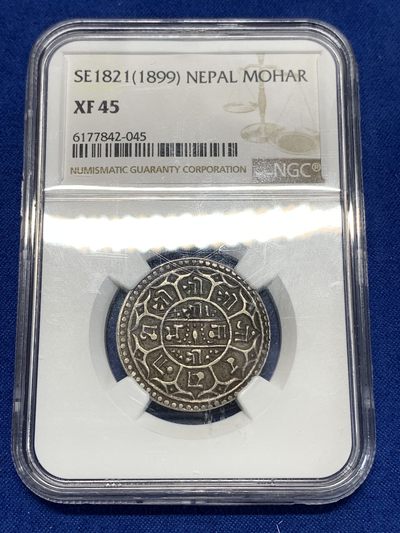 SE1821(1899) NEPAL MOHAR
XF 45
6177842-045
NUMISMATIC GUARANTY CORPORATION
NGC®